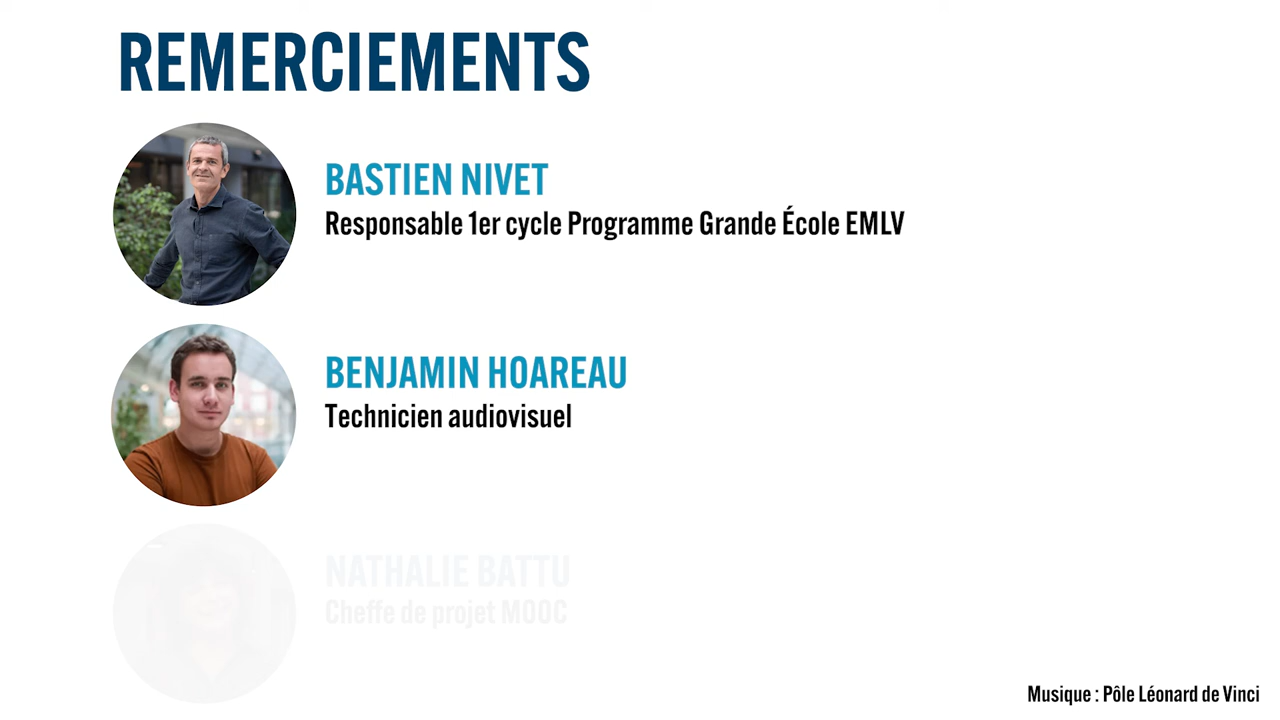 REMERCIEMENTS
BASTIEN NIVET
Responsable 1er cycle Programme Grande École EMLV
BENJAMIN HOAREAU
Technicien audiovisuel
NATHALIE BATTU
Cheffe de projet MOOC
Musique : Pôle Léonard de Vinci